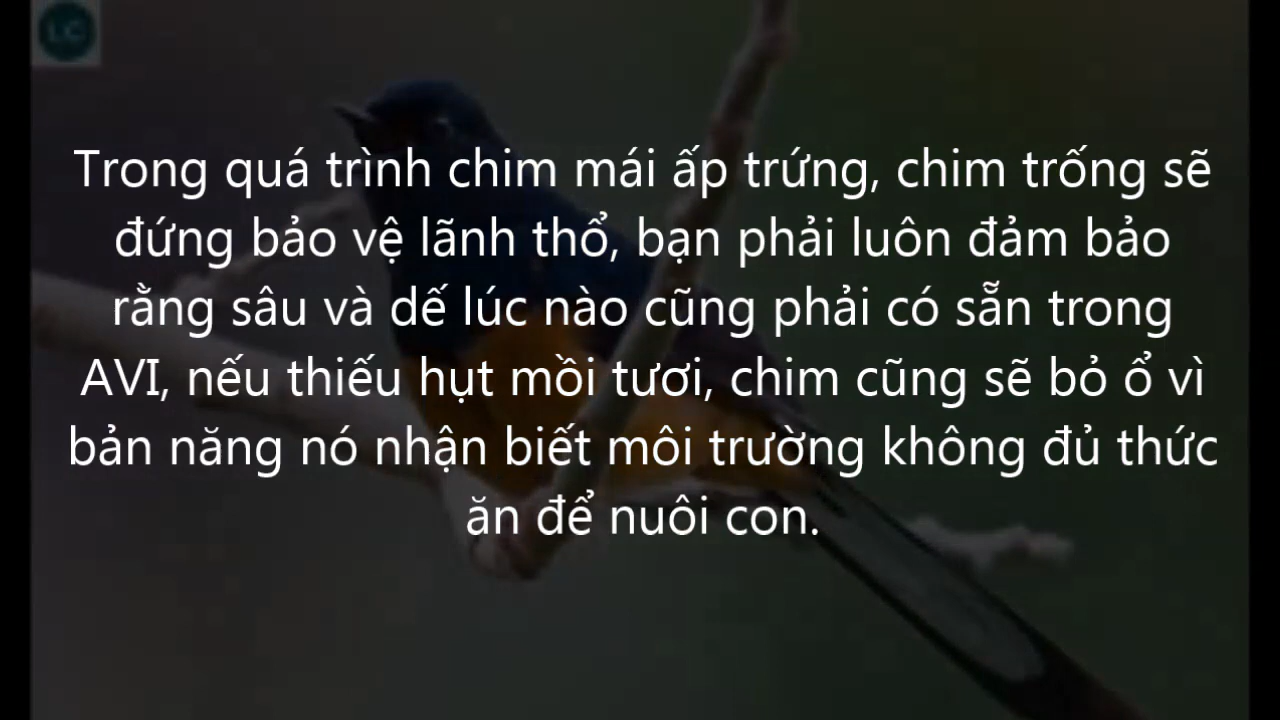 LC
Trong quá trình chim mái ấp trứng, chim trống sẽ
đứng bảo vệ lãnh thổ, bạn phải luôn đảm bảo
rằng sâu và dế lúc nào cũng phải có sẵn trong
AVI, nếu thiếu hụt mồi tươi, chim cũng sẽ bỏ ổ vì
bản năng nó nhận biết môi trường không đủ thức
ăn để nuôi con.